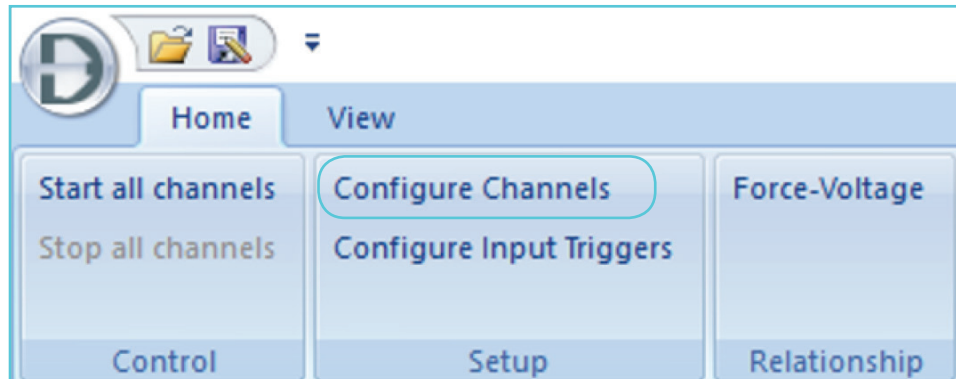 D
Home View
Start all channels Configure Channels Force-Voltage
Stop all channels Configure Input Triggers
Control Setup Relationship